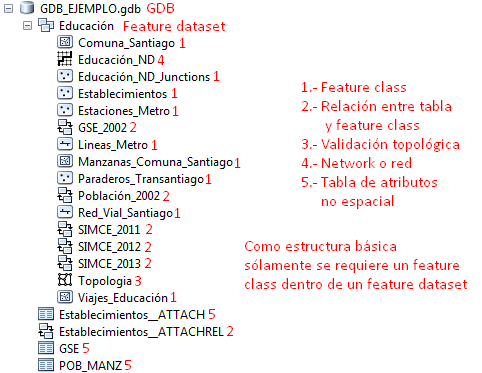 GDB_EJEMPLO.gdb GDB
Educación Feature dataset
Comuna_Santiago 1
Educación_ND 4
Educación_ND_Junctions 1
Establecimientos 1
Estaciones_Metro 1
GSE_2002 2
Lineas_Metro 1
Manzanas_Comuna_Santiago 1
Paraderos_Transantiago 1
Población_2002 2
Red_Vial_Santiago 1
SIMCE_2011 2
SIMCE_2012 2
SIMCE_2013 2
Topologia 3
Viajes_Educación 1
Establecimientos__ATTACH 5
Establecimientos__ATTACHREL 2
GSE 5
POB_MANZ 5
1.- Feature class
2.- Relación entre tabla
y feature class
3.- Validación topológica
4.- Network o red
5.- Tabla de atributos
no espacial
Como estructura básica
sólamente se requiere un feature
class dentro de un feature dataset